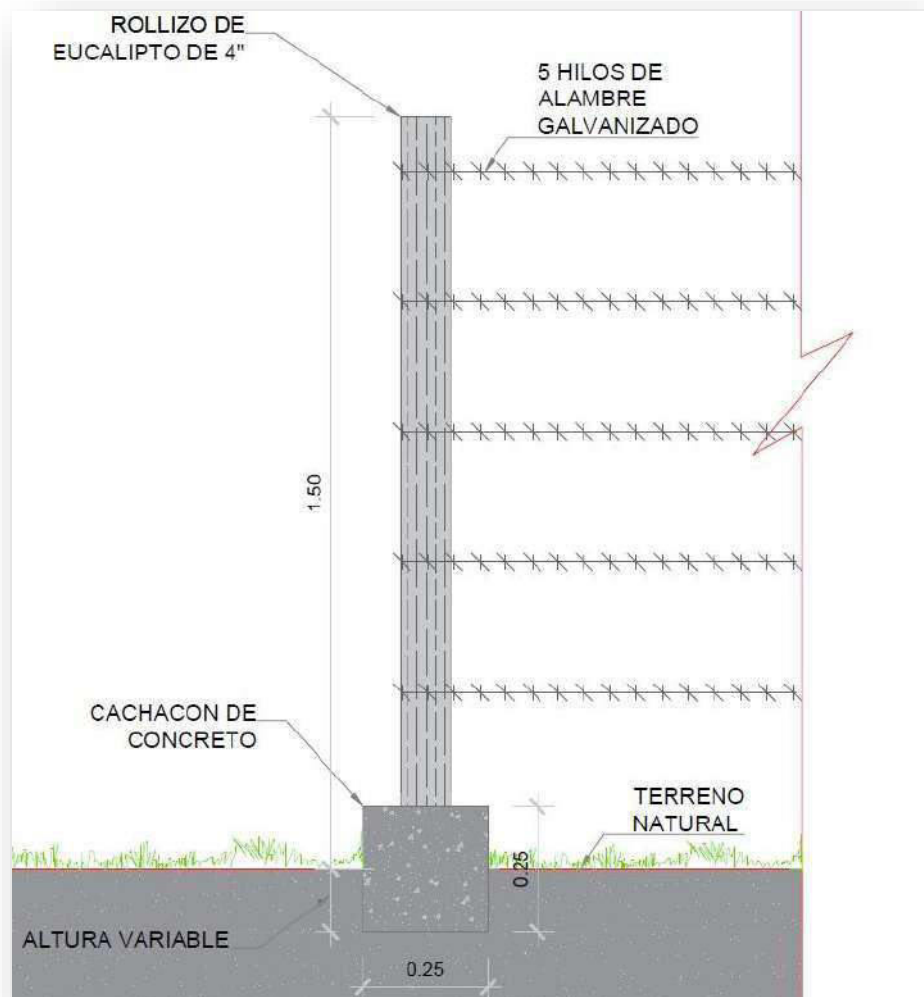 ROLLIZO DE
EUCALIPTO DE 4"
5 HILOS DE
ALAMBRE
GALVANIZADO
1.50
CACHACON DE
CONCRETO
TERRENO
NATURAL
0.25
ALTURA VARIABLE
0.25